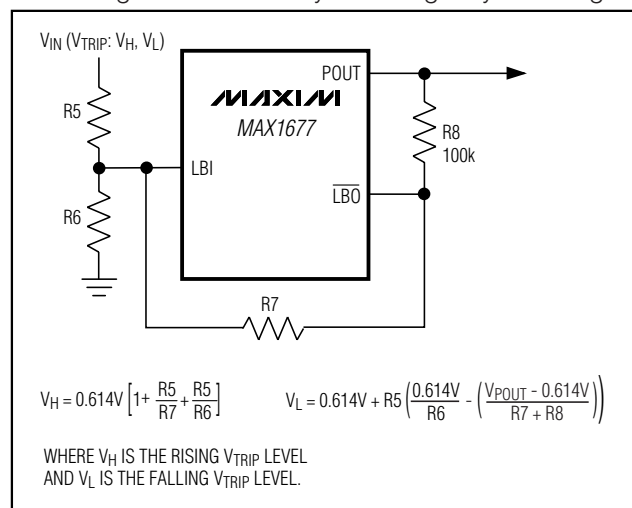 V_IN (V_TRIP: V_H, V_L)
R5
R6
MAXIM
MAX1677
LBI
POUT
L̅B̅O̅
R8
100k
R7
V_H = 0.614V [1+ R5/R7 + R5/R6]
V_L = 0.614V + R5 (0.614V/R6 - (V_POUT - 0.614V/R7 + R8))
WHERE V_H IS THE RISING V_TRIP LEVEL
AND V_L IS THE FALLING V_TRIP LEVEL.